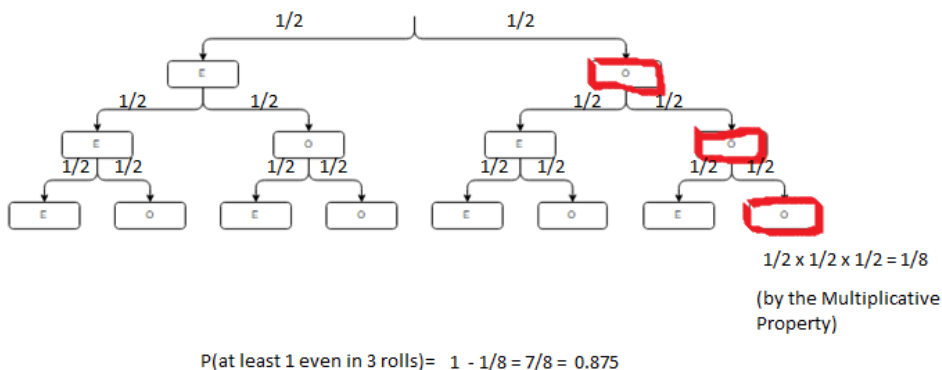 1/2 1/2
E O
1/2 1/2 1/2 1/2
E O E O
1/2 1/2 1/2 1/2 1/2 1/2 1/2 1/2
E O E O E O E O
1/2 x 1/2 x 1/2 = 1/8
(by the Multiplicative
Property)
P(at least 1 even in 3 rolls)= 1 - 1/8 = 7/8 = 0.875